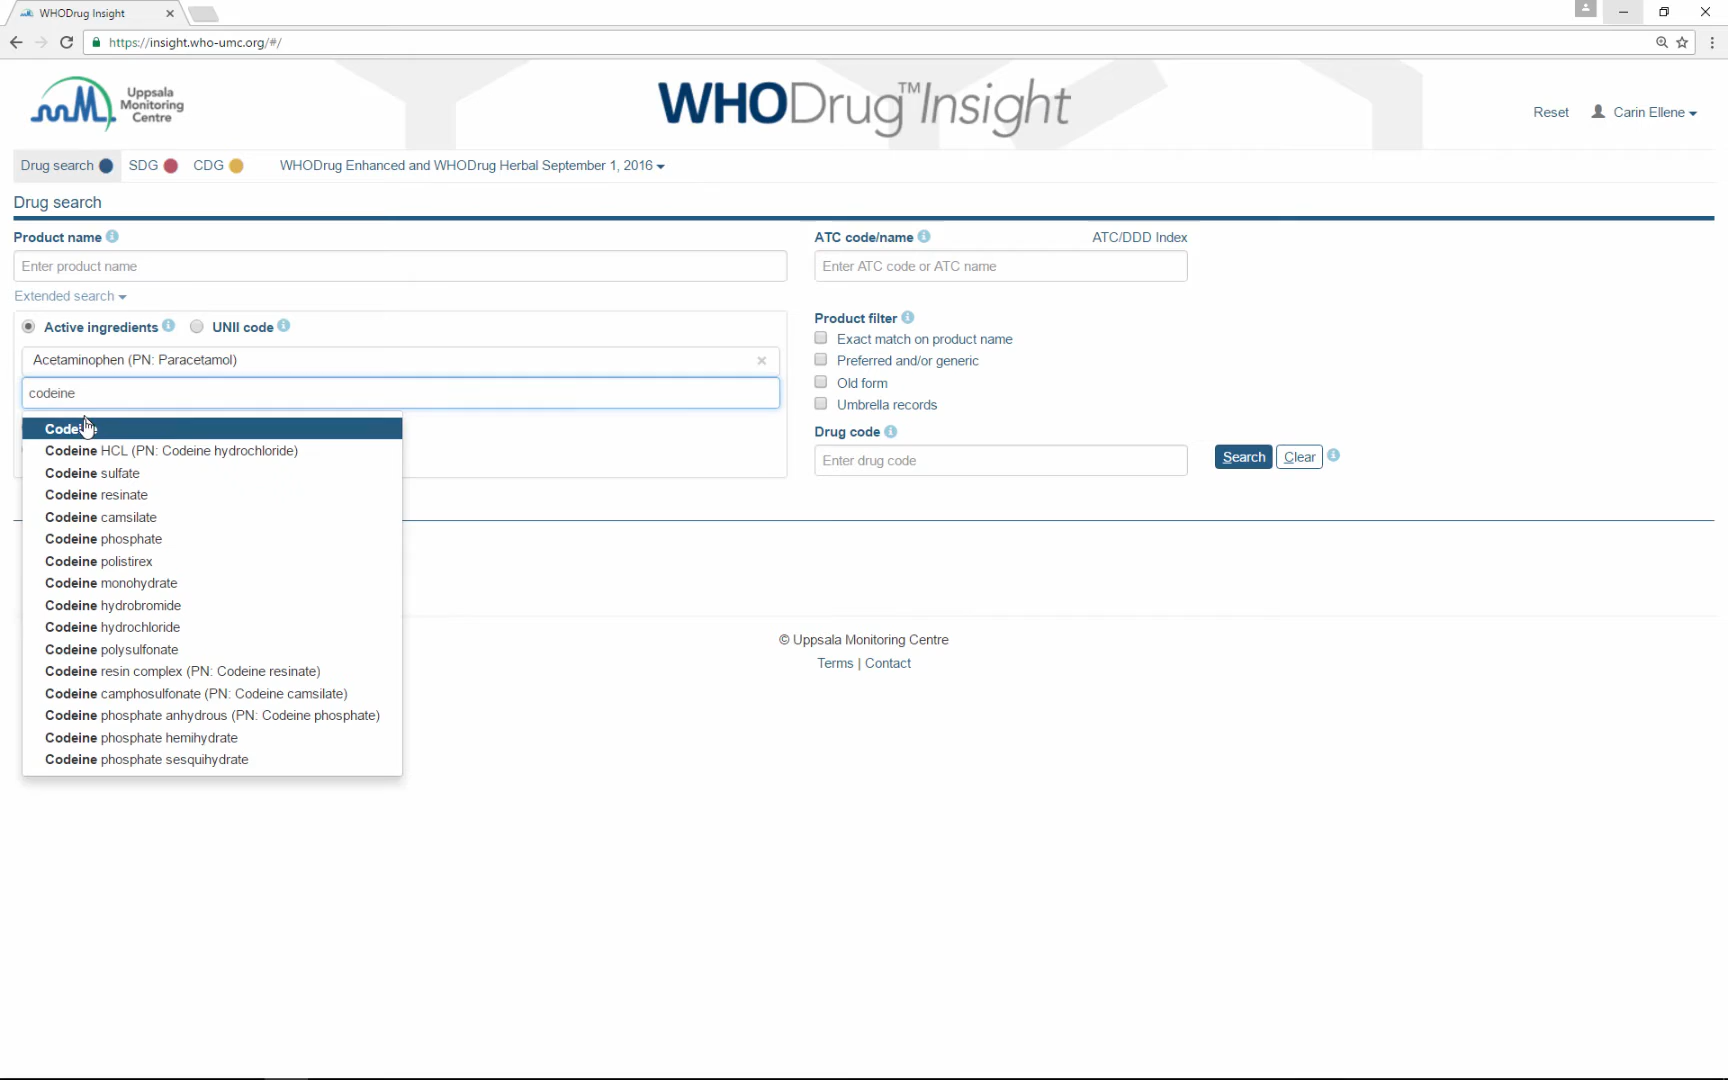 WHODrug Insight
https://insight.who-umc.org/#/
Uppsala
Monitoring
Centre
WHODrug™Insight
Reset
Carin Ellene
Drug search
SDG
CDG
WHODrug Enhanced and WHODrug Herbal September 1, 2016
Drug search
Product name
Enter product name
Extended search
Active ingredients
UNII code
Acetaminophen (PN: Paracetamol)
codeine
Codeine
Codeine HCL (PN: Codeine hydrochloride)
Codeine sulfate
Codeine resinate
Codeine camsilate
Codeine phosphate
Codeine polistirex
Codeine monohydrate
Codeine hydrobromide
Codeine hydrochloride
Codeine polysulfonate
Codeine resin complex (PN: Codeine resinate)
Codeine camphosulfonate (PN: Codeine camsilate)
Codeine phosphate anhydrous (PN: Codeine phosphate)
Codeine phosphate hemihydrate
Codeine phosphate sesquihydrate
ATC code/name
ATC/DDD Index
Enter ATC code or ATC name
Product filter
Exact match on product name
Preferred and/or generic
Old form
Umbrella records
Drug code
Enter drug code
Search
Clear
© Uppsala Monitoring Centre
Terms | Contact